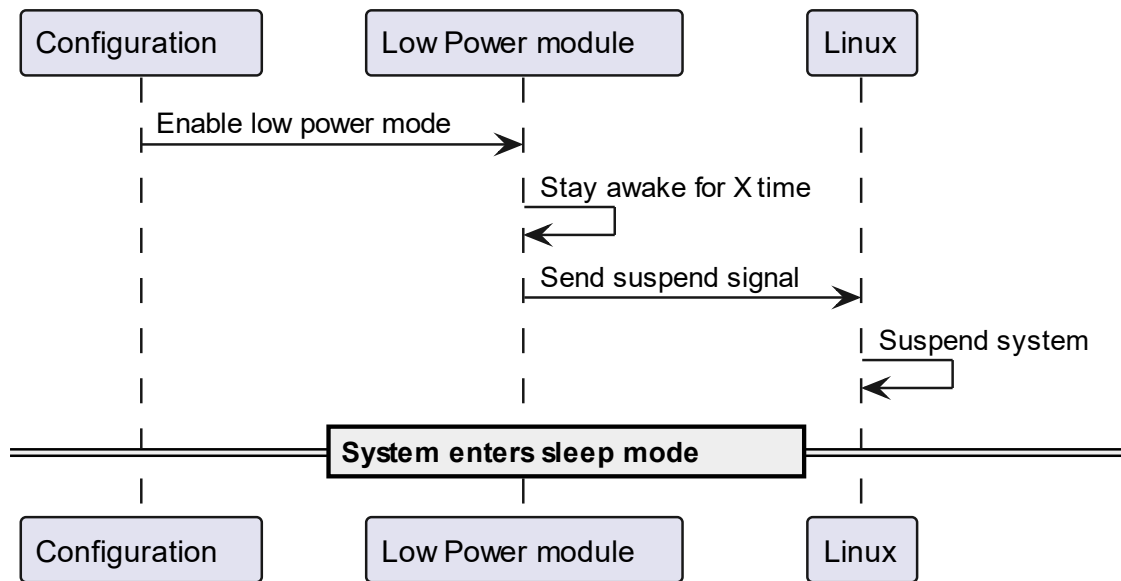 Configuration
Low Power module
Linux
Enable low power mode
Stay awake for X time
Send suspend signal
Suspend system
System enters sleep mode
Configuration
Low Power module
Linux